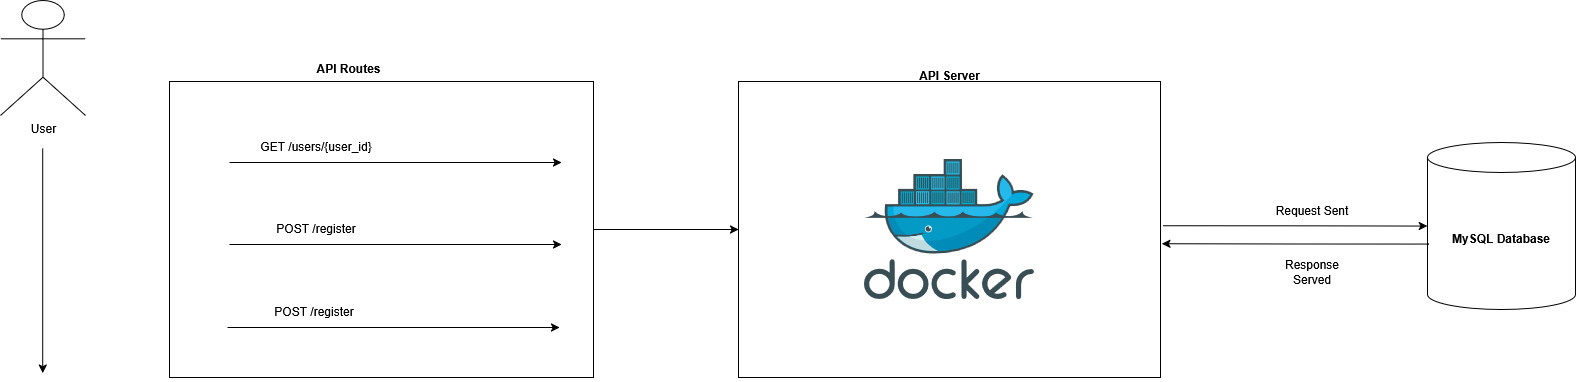 User
API Routes
GET /users/{user_id}
POST /register
POST /register
API Server
docker
Request Sent
Response
Served
MySQL Database